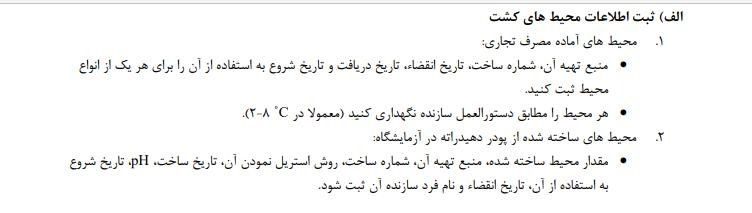 الف) ثبت اطلاعات محیط های کشت
۱. محیط های آماده مصرف تجاری:
• منبع تهیه آن، شماره ساخت، تاریخ انقضاء، تاریخ دریافت و تاریخ شروع به استفاده از آن را برای هر یک از انواع
محیط ثبت کنید.
• هر محیط را مطابق دستورالعمل سازنده نگهداری کنید (معمولا در ۲-۸ °C).
۲. محیط های ساخته شده از پودر دهیدراته در آزمایشگاه:
• مقدار محیط ساخته شده، منبع تهیه آن، شماره ساخت، روش استریل نمودن آن، تاریخ ساخت، pH، تاریخ شروع
به استفاده از آن، تاریخ انقضاء و نام فرد سازنده آن ثبت شود.